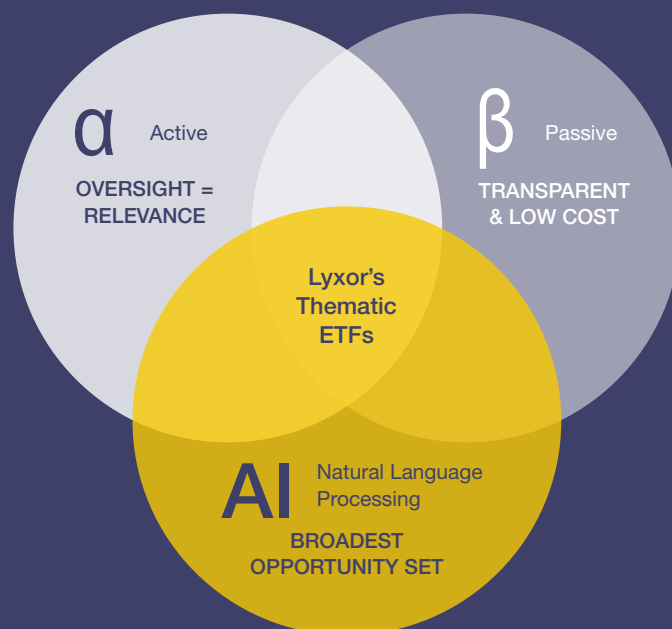 α Active
OVERSIGHT =
RELEVANCE
β Passive
TRANSPARENT
& LOW COST
Lyxor’s
Thematic
ETFs
AI Natural Language
Processing
BROADEST
OPPORTUNITY SET